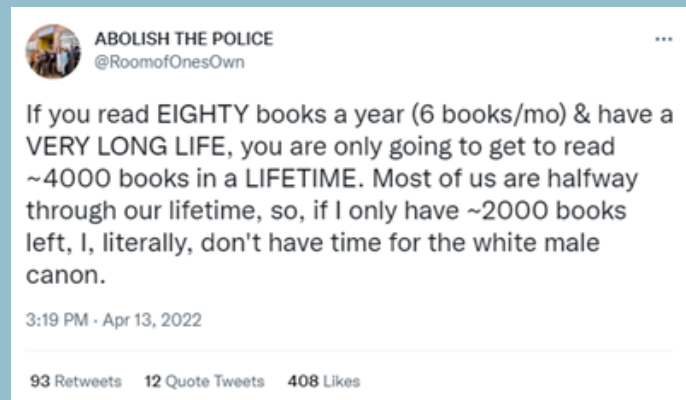 ABOLISH THE POLICE
@RoomofOnesOwn
If you read EIGHTY books a year (6 books/mo) & have a
VERY LONG LIFE, you are only going to get to read
~4000 books in a LIFETIME. Most of us are halfway
through our lifetime, so, if I only have ~2000 books
left, I, literally, don't have time for the white male
canon.
3:19 PM · Apr 13, 2022
93 Retweets 12 Quote Tweets 408 Likes